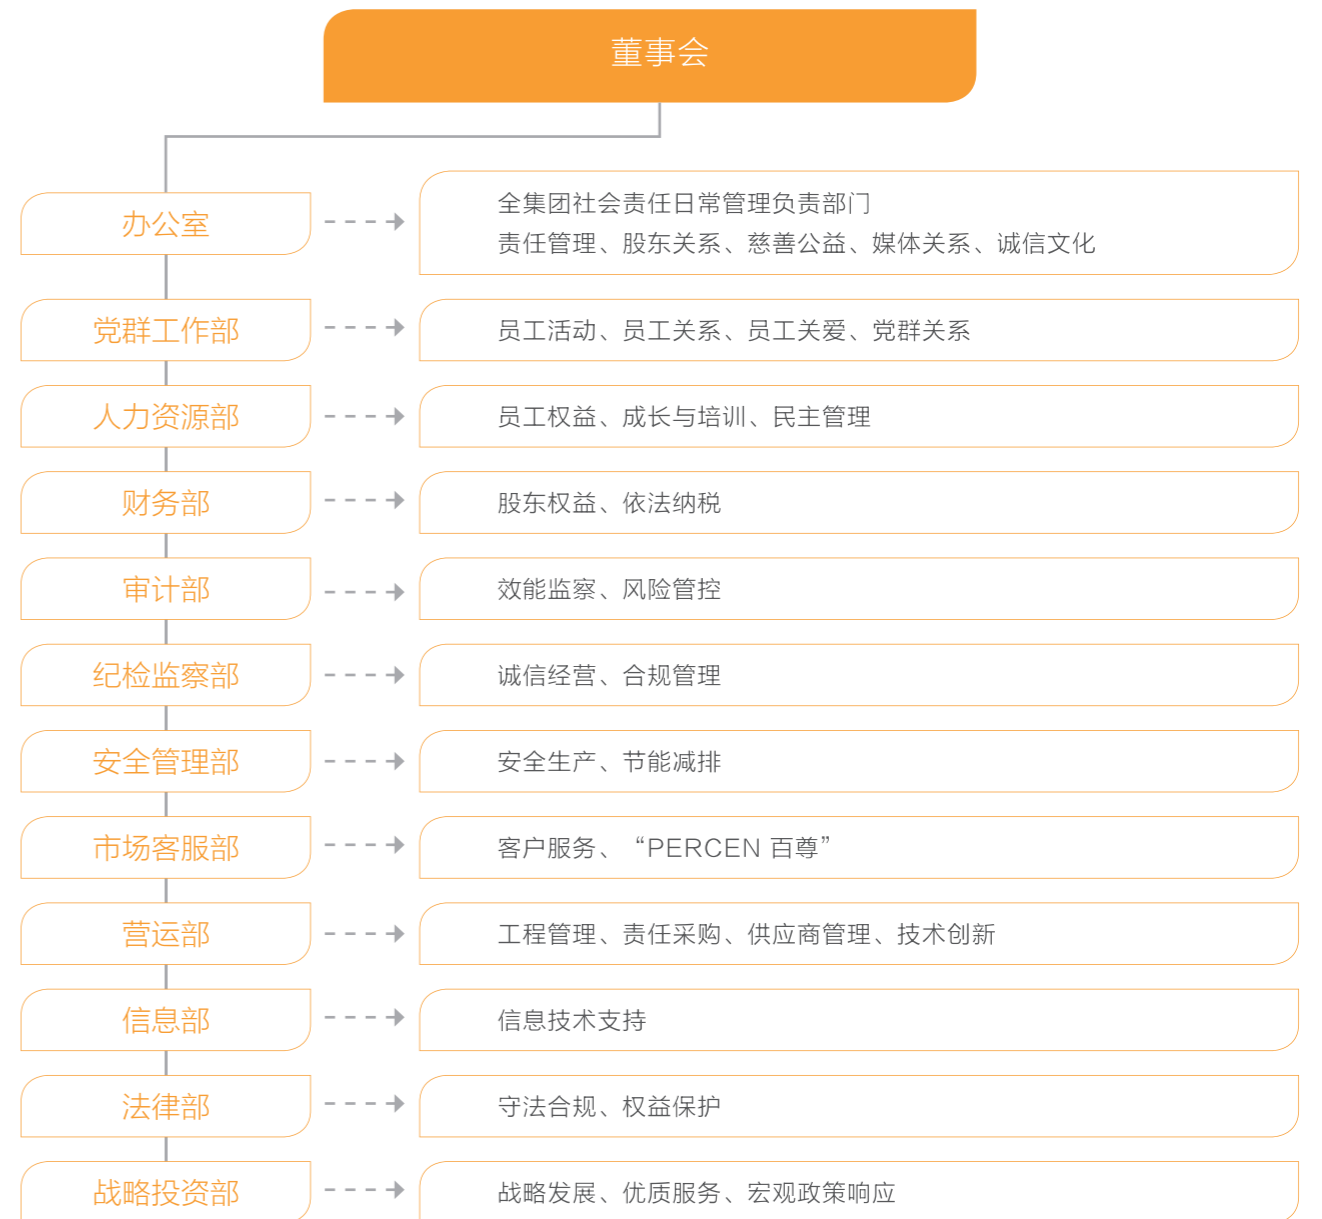 董事会
办公室
全集团社会责任日常管理负责部门
责任管理、股东关系、慈善公益、媒体关系、诚信文化
党群工作部
员工活动、员工关系、员工关爱、党群关系
人力资源部
员工权益、成长与培训、民主管理
财务部
股东权益、依法纳税
审计部
效能监察、风险管控
纪检监察部
诚信经营、合规管理
安全管理部
安全生产、节能减排
市场客服部
客户服务、“PERCEN 百尊”
营运部
工程管理、责任采购、供应商管理、技术创新
信息部
信息技术支持
法律部
守法合规、权益保护
战略投资部
战略发展、优质服务、宏观政策响应